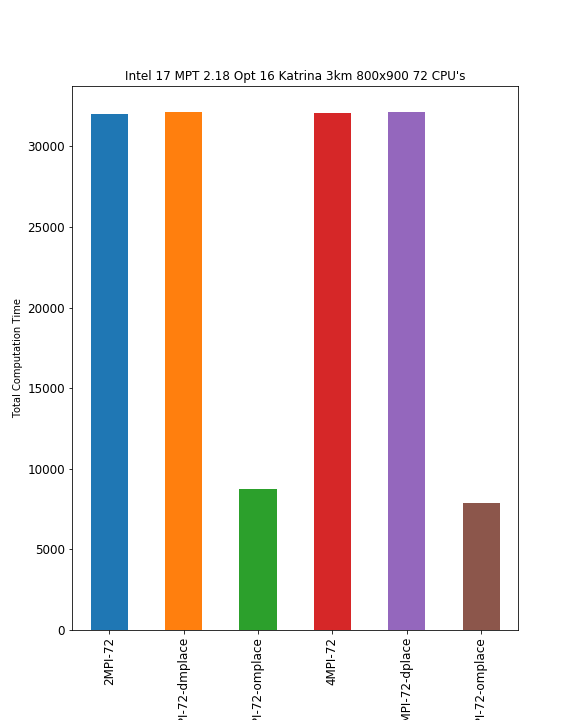 Intel 17 MPT 2.18 Opt 16 Katrina 3km 800x900 72 CPU's
Total Computation Time
30000
25000
20000
15000
10000
5000
0
2MPI-72
PI-72-dmplace
PI-72-omplace
4MPI-72
MPI-72-dplace
PI-72-omplace